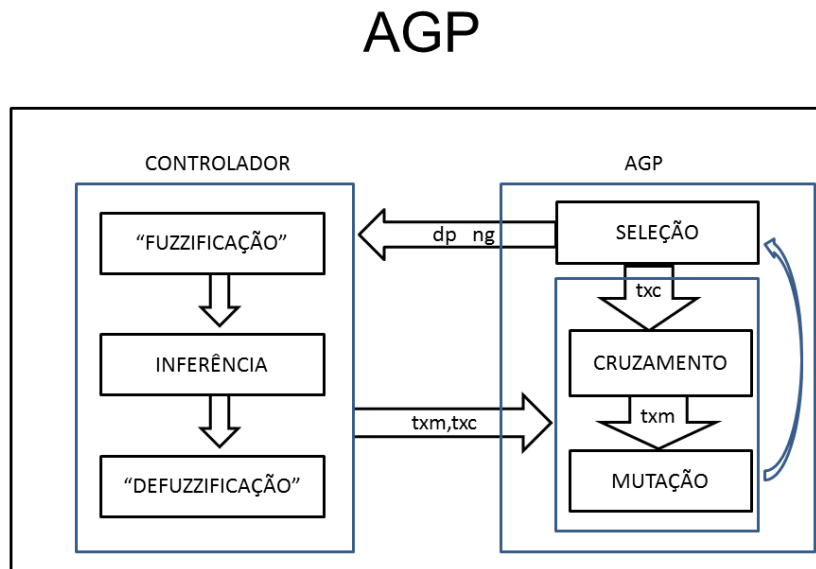 AGP
CONTROLADOR
AGP
“FUZZIFICAÇÃO”
dp ng
SELEÇÃO
txc
INFERÊNCIA
CRUZAMENTO
txm,txc
txm
“DEFUZZIFICAÇÃO”
MUTAÇÃO